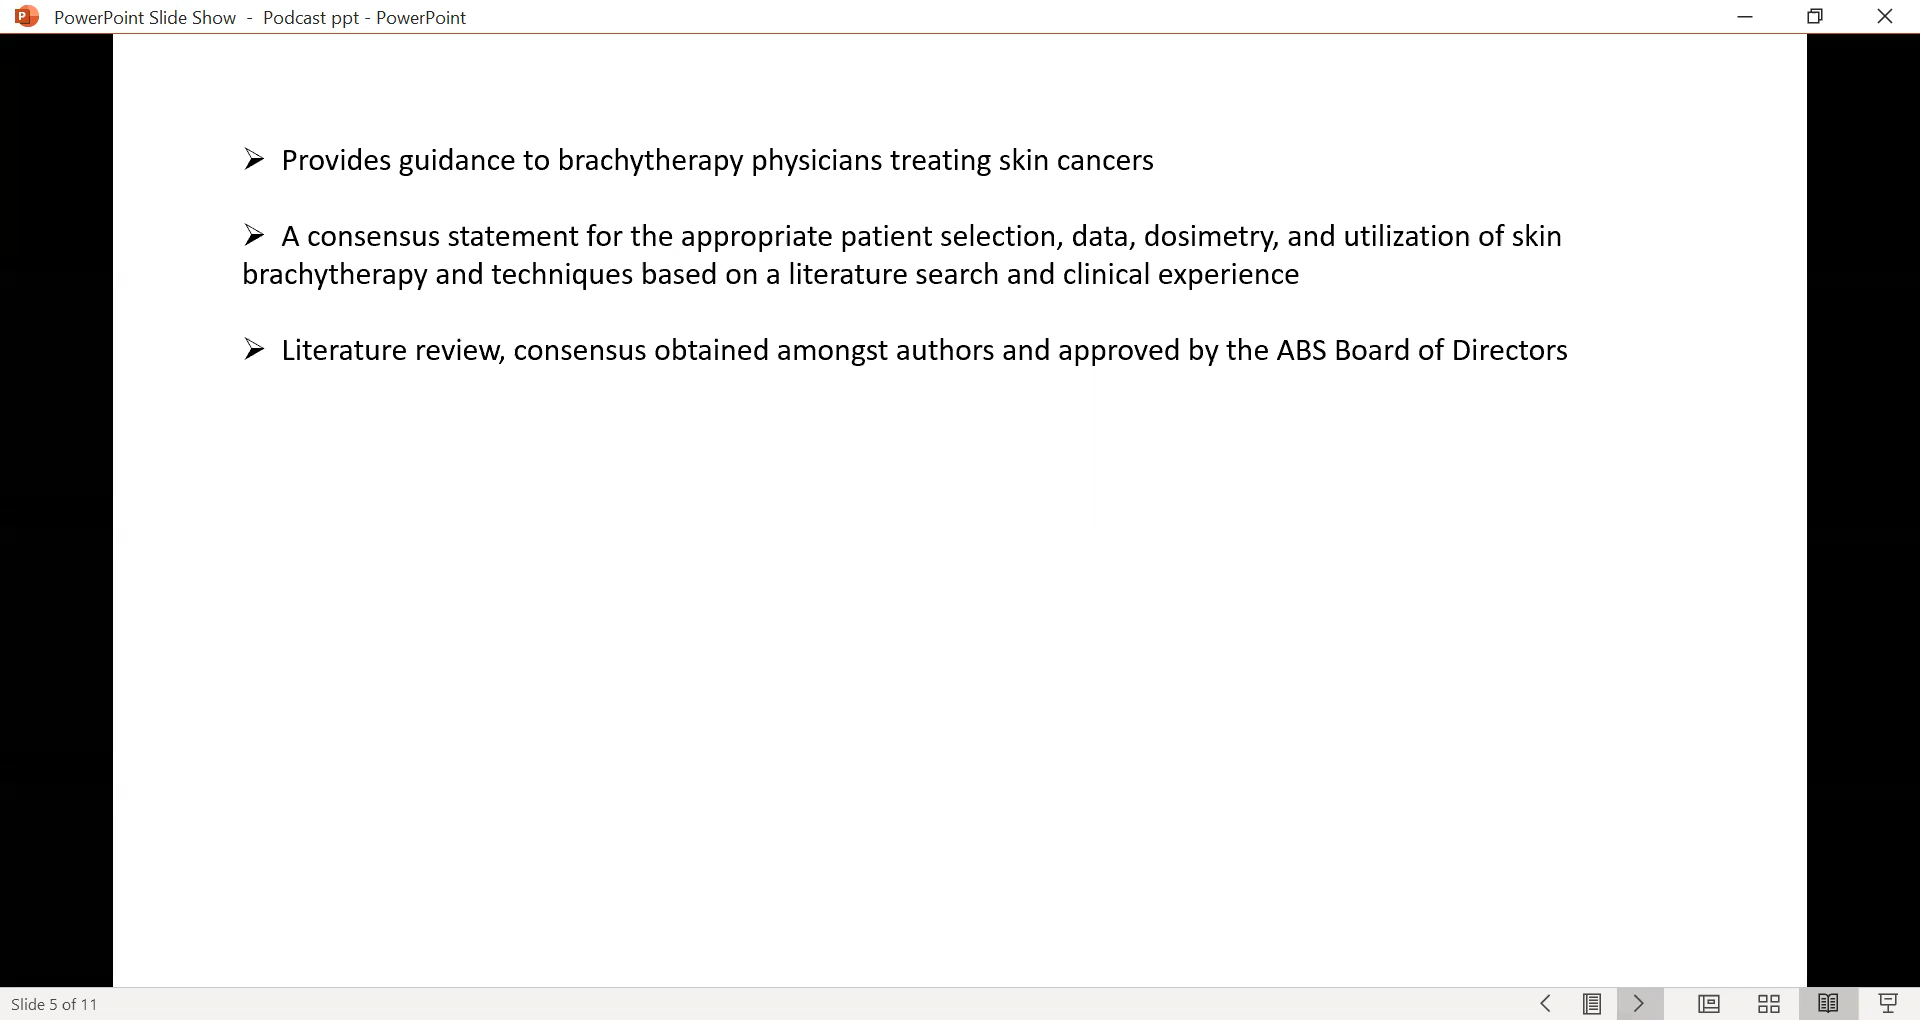 PowerPoint Slide Show - Podcast ppt - PowerPoint
➢ Provides guidance to brachytherapy physicians treating skin cancers
➢ A consensus statement for the appropriate patient selection, data, dosimetry, and utilization of skin
brachytherapy and techniques based on a literature search and clinical experience
➢ Literature review, consensus obtained amongst authors and approved by the ABS Board of Directors
Slide 5 of 11